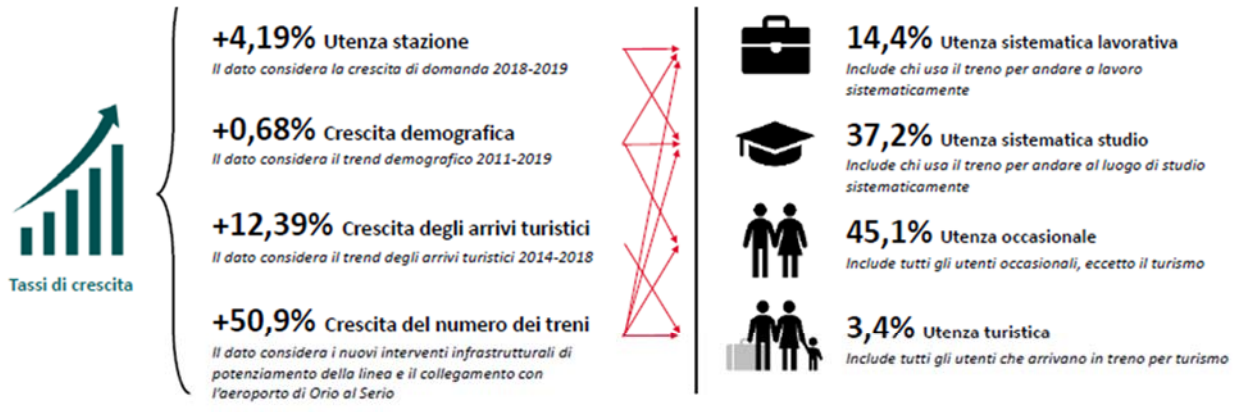 Tassi di crescita
+4,19% Utenza stazione
Il dato considera la crescita di domanda 2018-2019
+0,68% Crescita demografica
Il dato considera il trend demografico 2011-2019
+12,39% Crescita degli arrivi turistici
Il dato considera il trend degli arrivi turistici 2014-2018
+50,9% Crescita del numero dei treni
Il dato considera i nuovi interventi infrastrutturali di
potenziamento della linea e il collegamento con
l'aeroporto di Orio al Serio
14,4% Utenza sistematica lavorativa
Include chi usa il treno per andare a lavoro
sistematicamente
37,2% Utenza sistematica studio
Include chi usa il treno per andare al luogo di studio
sistematicamente
45,1% Utenza occasionale
Include tutti gli utenti occasionali, eccetto il turismo
3,4% Utenza turistica
Include tutti gli utenti che arrivano in treno per turismo